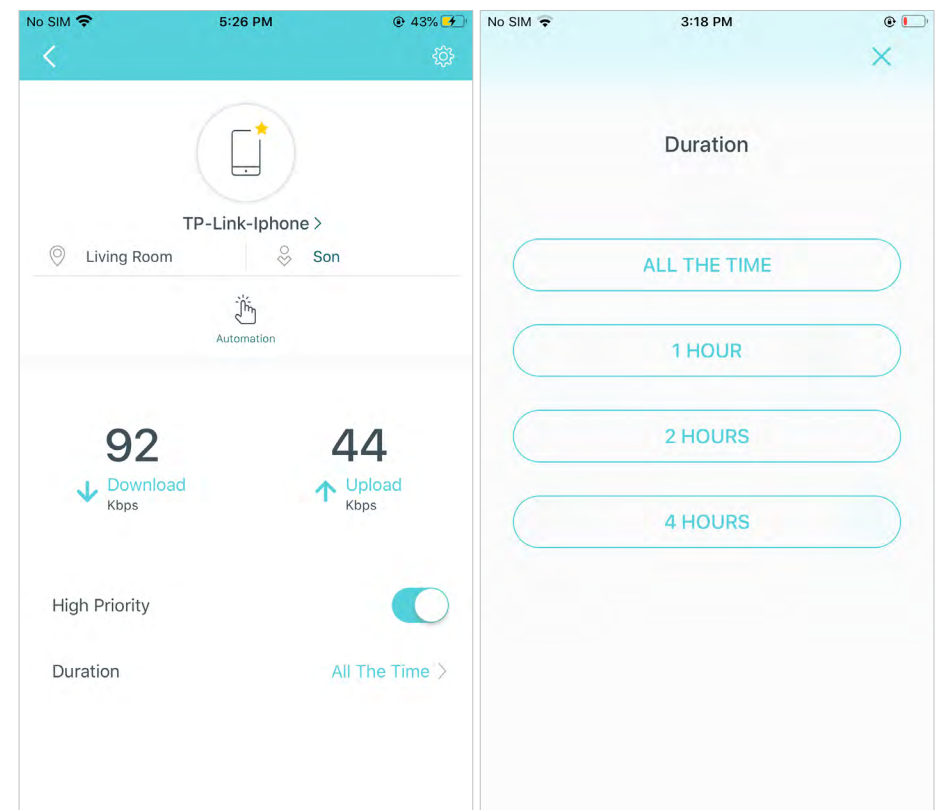 No SIM 5:26 PM 43%
TP-Link-Iphone >
Living Room Son
Automation
92 44
Download Upload
Kbps Kbps
High Priority
Duration All The Time >
No SIM 3:18 PM
Duration
ALL THE TIME
1 HOUR
2 HOURS
4 HOURS